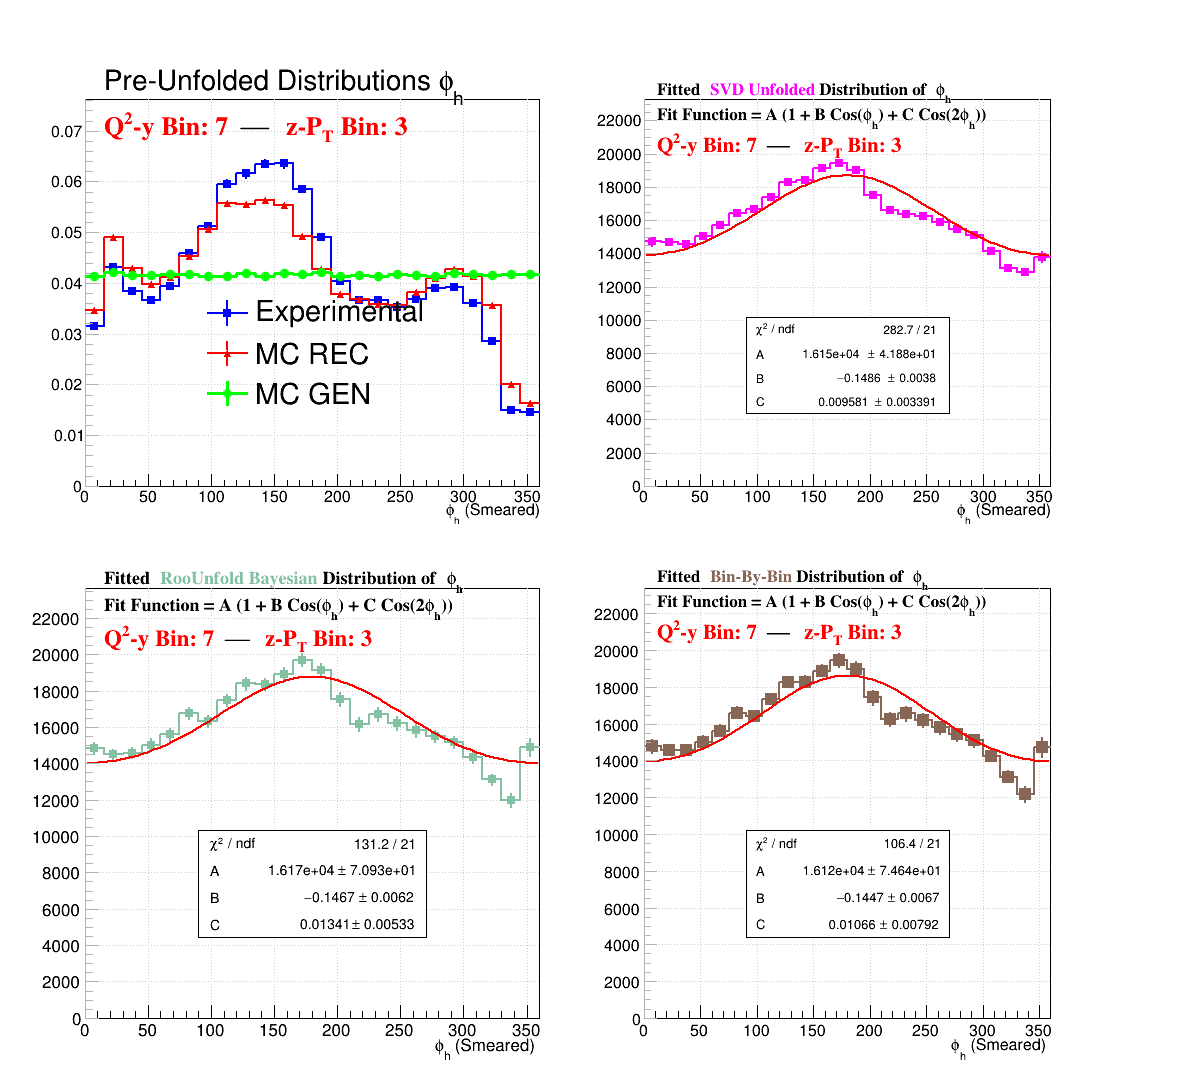 Pre-Unfolded Distributions ϕh
Q2-y Bin: 7 — z-PT Bin: 3
0.07
0.06
0.05
0.04
0.03
0.02
0.01
0
Experimental
MC REC
MC GEN
0 50 100 150 200 250 300 350
ϕh (Smeared)
Fitted SVD Unfolded Distribution of ϕh
Fit Function = A (1 + B Cos(ϕh) + C Cos(2ϕh))
Q2-y Bin: 7 — z-PT Bin: 3
22000
20000
18000
16000
14000
12000
10000
8000
6000
4000
2000
0
χ2 / ndf 282.7 / 21
A 1.615e+04 ± 4.188e+01
B −0.1486 ± 0.0038
C 0.009581 ± 0.003391
0 50 100 150 200 250 300 350
ϕh (Smeared)
Fitted RooUnfold Bayesian Distribution of ϕh
Fit Function = A (1 + B Cos(ϕh) + C Cos(2ϕh))
Q2-y Bin: 7 — z-PT Bin: 3
22000
20000
18000
16000
14000
12000
10000
8000
6000
4000
2000
0
χ2 / ndf 131.2 / 21
A 1.617e+04 ± 7.093e+01
B −0.1467 ± 0.0062
C 0.01341 ± 0.00533
0 50 100 150 200 250 300 350
ϕh (Smeared)
Fitted Bin-By-Bin Distribution of ϕh
Fit Function = A (1 + B Cos(ϕh) + C Cos(2ϕh))
Q2-y Bin: 7 — z-PT Bin: 3
22000
20000
18000
16000
14000
12000
10000
8000
6000
4000
2000
0
χ2 / ndf 106.4 / 21
A 1.612e+04 ± 7.464e+01
B −0.1447 ± 0.0067
C 0.01066 ± 0.00792
0 50 100 150 200 250 300 350
ϕh (Smeared)